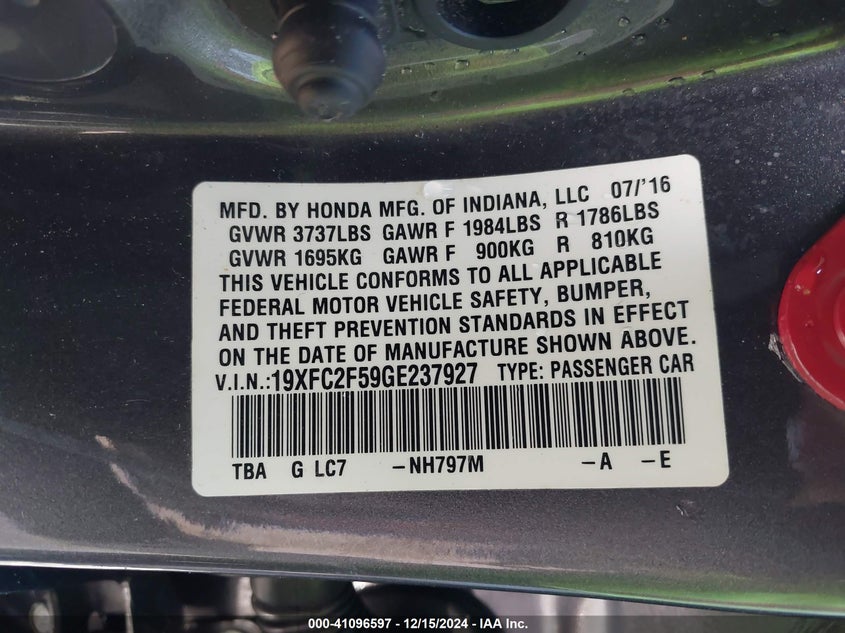 MFD. BY HONDA MFG. OF INDIANA, LLC 07/'16
GVWR 3737LBS GAWR F 1984LBS R 1786LBS
GVWR 1695KG GAWR F 900KG R 810KG
THIS VEHICLE CONFORMS TO ALL APPLICABLE
FEDERAL MOTOR VEHICLE SAFETY, BUMPER,
AND THEFT PREVENTION STANDARDS IN EFFECT
ON THE DATE OF MANUFACTURE SHOWN ABOVE.
V.I.N.:19XFC2F59GE237927 TYPE: PASSENGER CAR
TBA G LC7 -NH797M -A -E
000-41096597 - 12/15/2024 - IAA Inc.